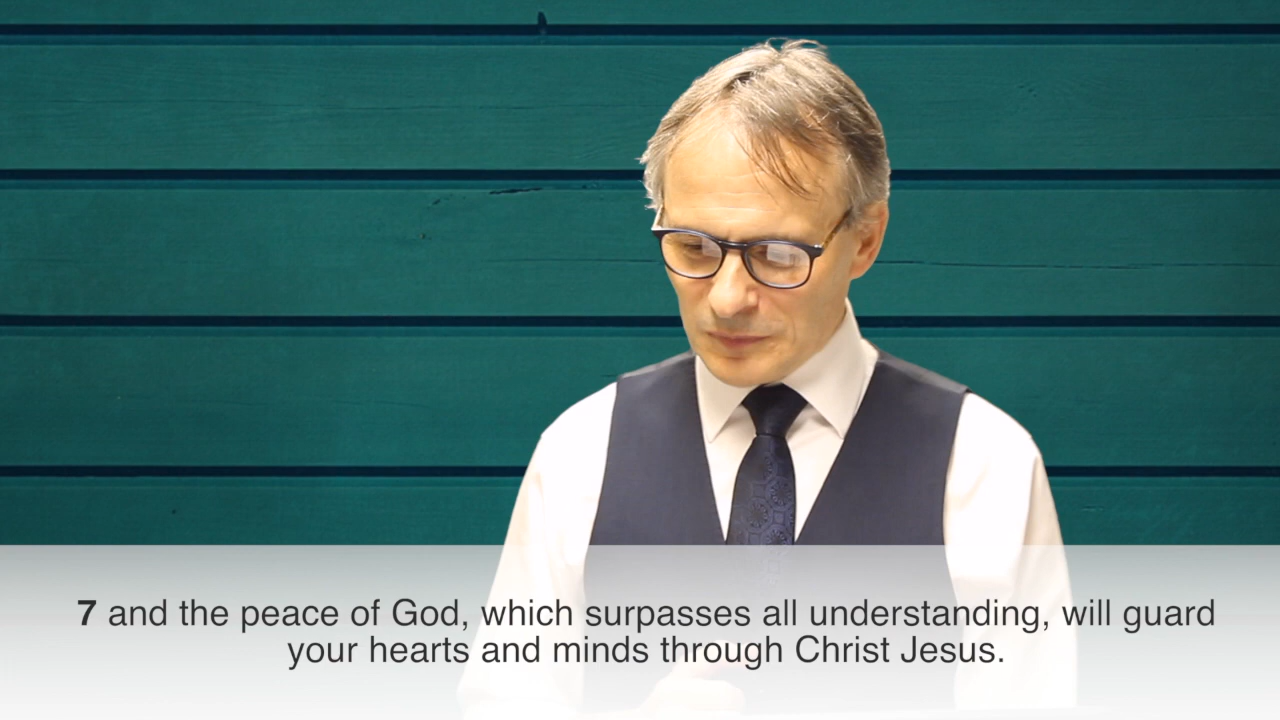 7 and the peace of God, which surpasses all understanding, will guard
your hearts and minds through Christ Jesus.